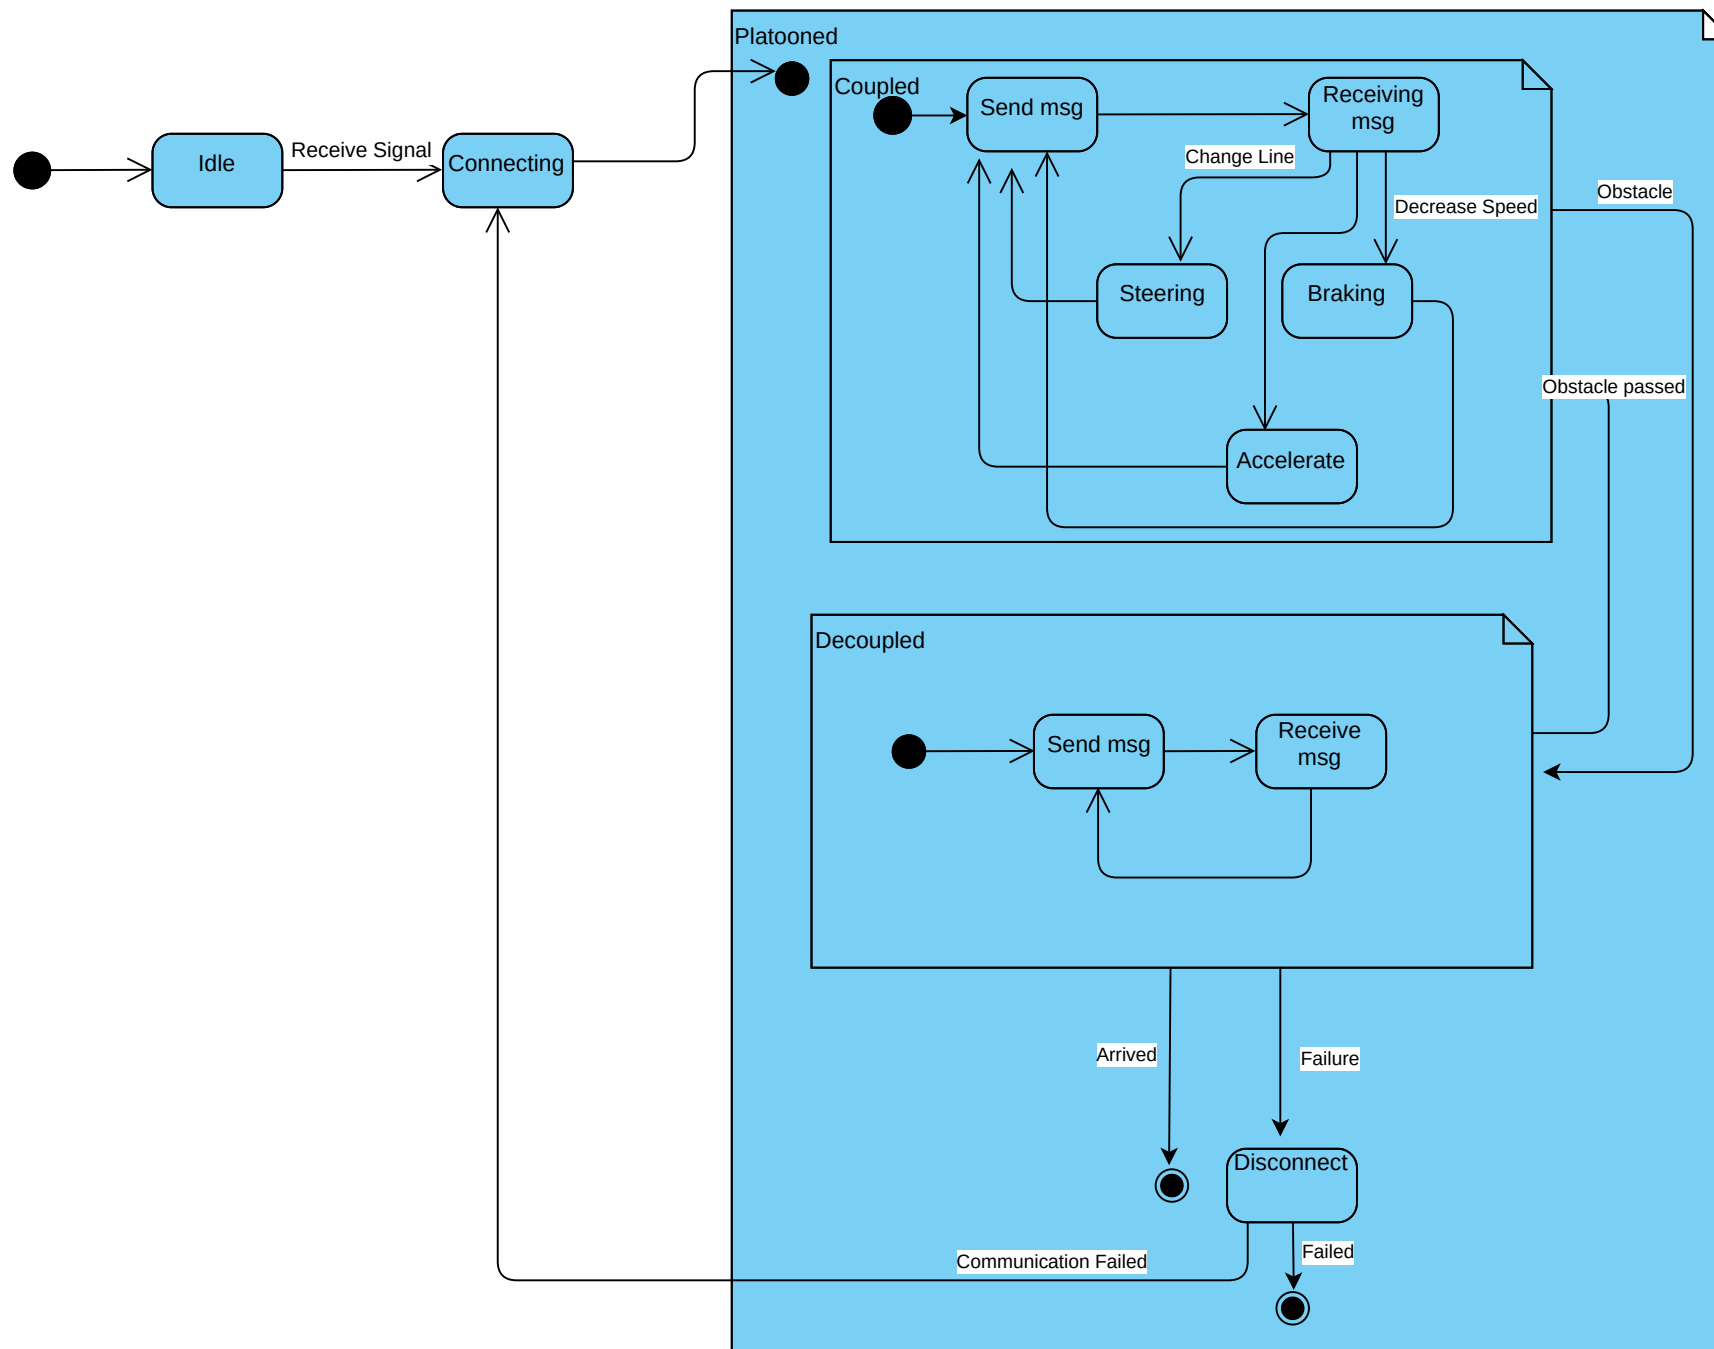 Platooned
Coupled
Send msg
Receiving
msg
Idle
Receive Signal
Connecting
Change Line
Decrease Speed
Obstacle
Steering
Braking
Obstacle passed
Accelerate
Decoupled
Send msg
Receive
msg
Arrived
Failure
Disconnect
Communication Failed
Failed